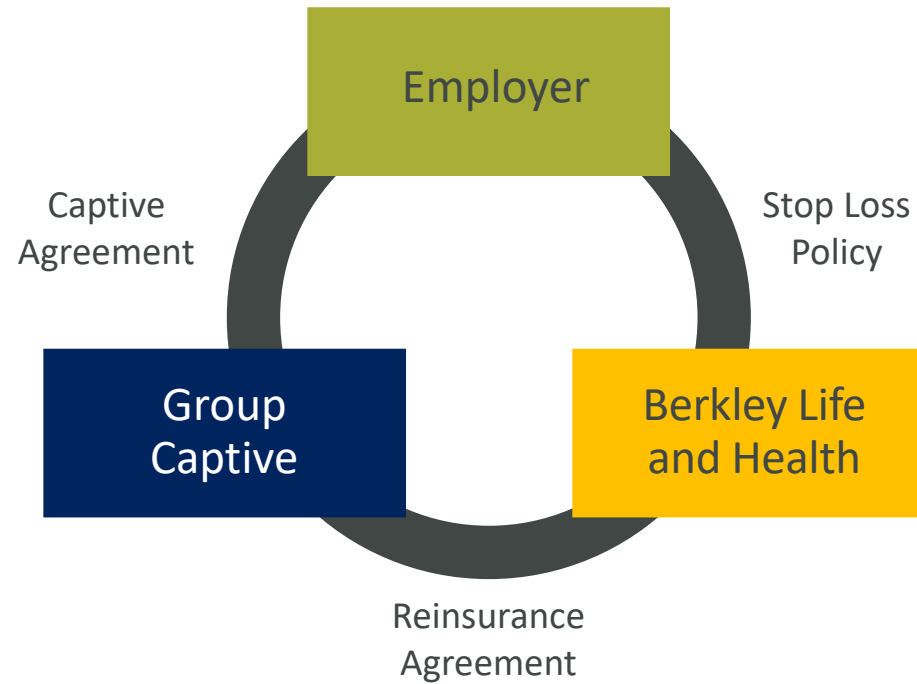 Employer
Captive
Agreement
Stop Loss
Policy
Group
Captive
Berkley Life
and Health
Reinsurance
Agreement